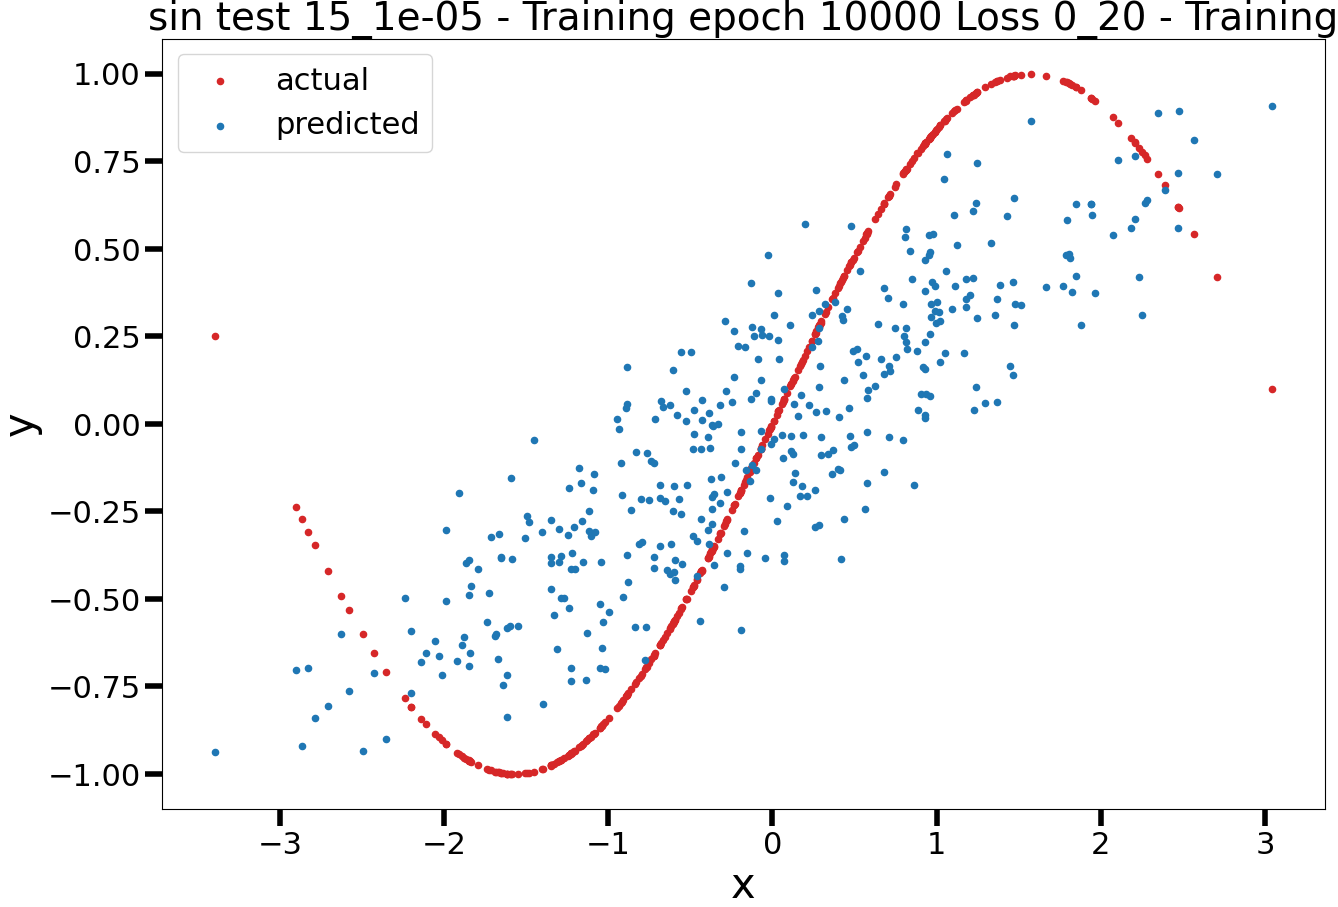 sin test 15_1e-05 - Training epoch 10000 Loss 0_20 - Training
actual
predicted
1.00
0.75
0.50
0.25
0.00
−0.25
−0.50
−0.75
−1.00
y
−3 −2 −1 0 1 2 3
x